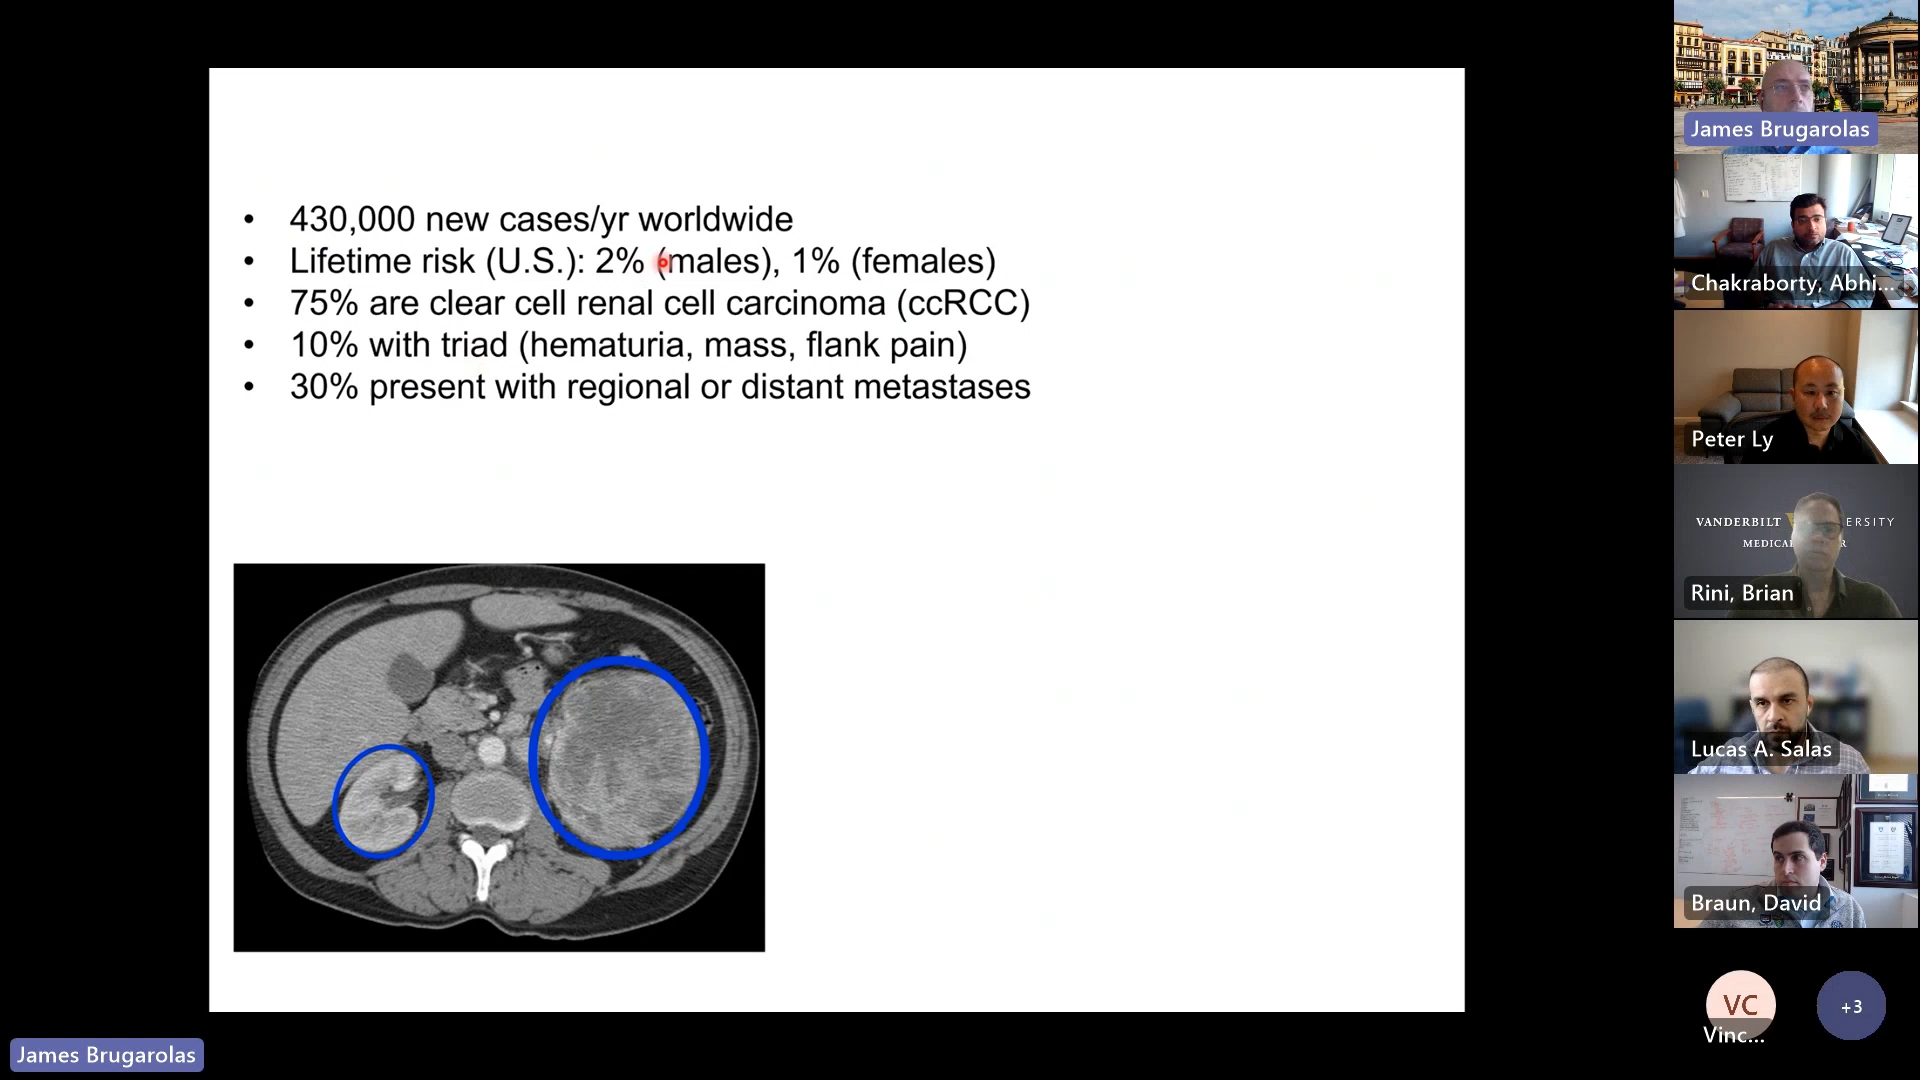 • 430,000 new cases/yr worldwide
• Lifetime risk (U.S.): 2% (males), 1% (females)
• 75% are clear cell renal cell carcinoma (ccRCC)
• 10% with triad (hematuria, mass, flank pain)
• 30% present with regional or distant metastases
James Brugarolas
James Brugarolas
Chakraborty, Abhi...
Peter Ly
VANDERBILT
ERSITY
MEDICA
R
Rini, Brian
Lucas A. Salas
Braun, David
VC
Vinc...
+3